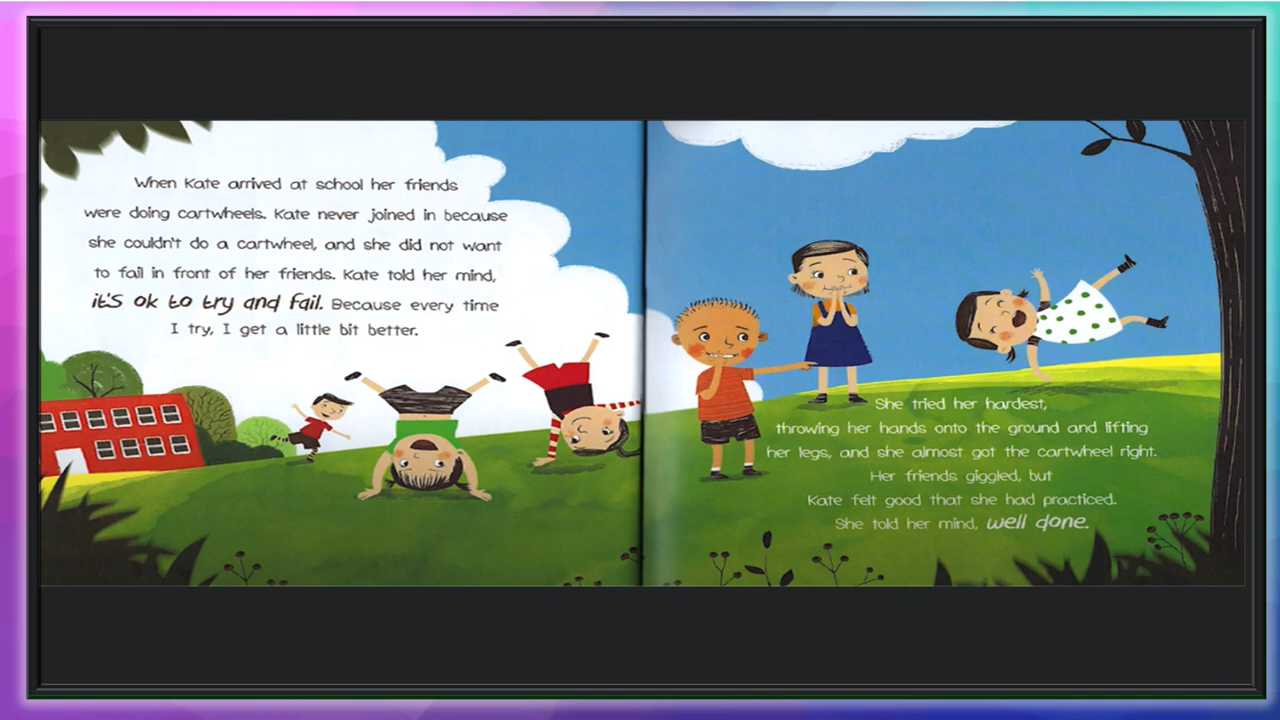 When Kate arrived at school her friends
were doing cartwheels. Kate never joined in because
she couldn't do a cartwheel, and she did not want
to fail in front of her friends. Kate told her mind,
it's ok to try and fail. Because every time
I try, I get a little bit better.
She tried her hardest,
throwing her hands onto the ground and lifting
her legs, and she almost got the cartwheel right.
Her friends giggled, but
Kate felt good that she had practiced.
She told her mind, well done.